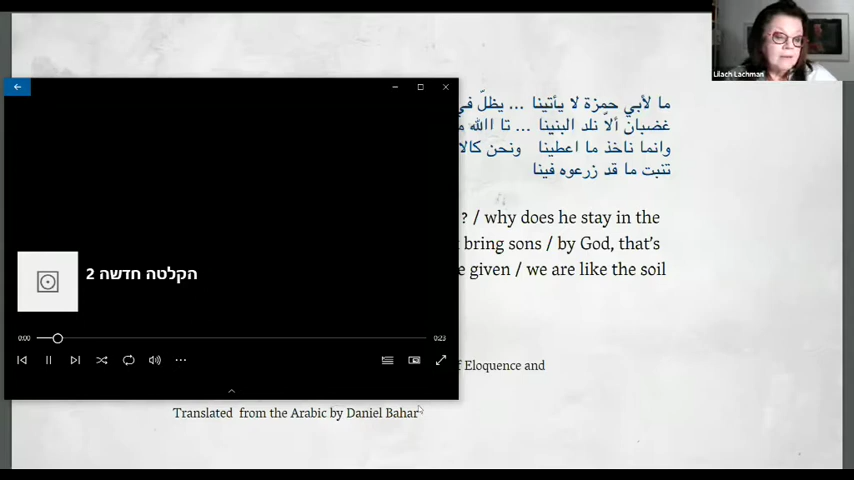 Lilach Lachman
ما لأبي حمزة لا يأتينا ... يظلّ في
غضبان ألاّ نلد البنينا ... تا االله م
وانما ناخذ ما اعطينا ونحن كالا
تنبت ما قد زرعوه فينا
? / why does he stay in the
bring sons / by God, that's
e given / we are like the soil
הקלטה חדשה 2
0:00
0:23
f Eloquence and
Translated from the Arabic by Daniel Bahar